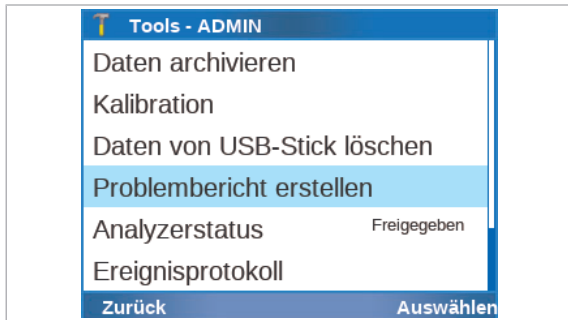 Tools - ADMIN
Daten archivieren
Kalibration
Daten von USB-Stick löschen
Problembericht erstellen
Analyzerstatus Freigegeben
Ereignisprotokoll
Zurück Auswählen